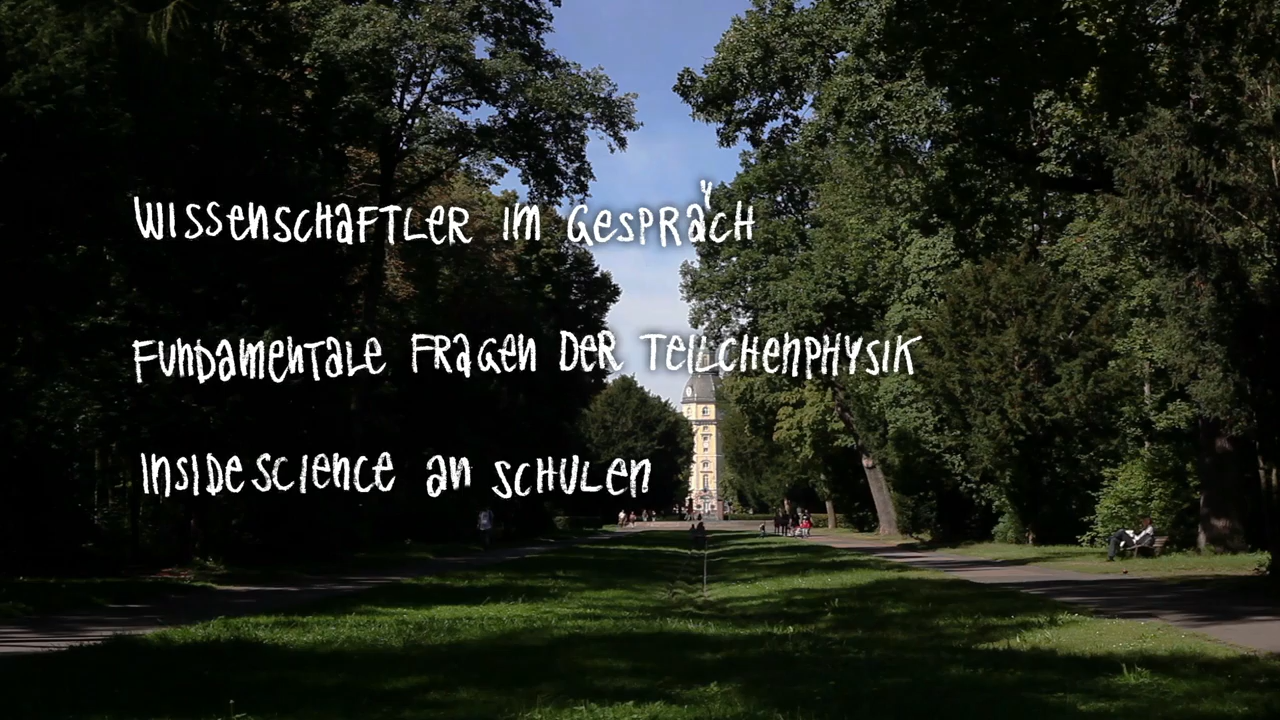 Wissenschaftler im Gespräch
Fundamentale Fragen der Teilchenphysik
InsideScience an Schulen